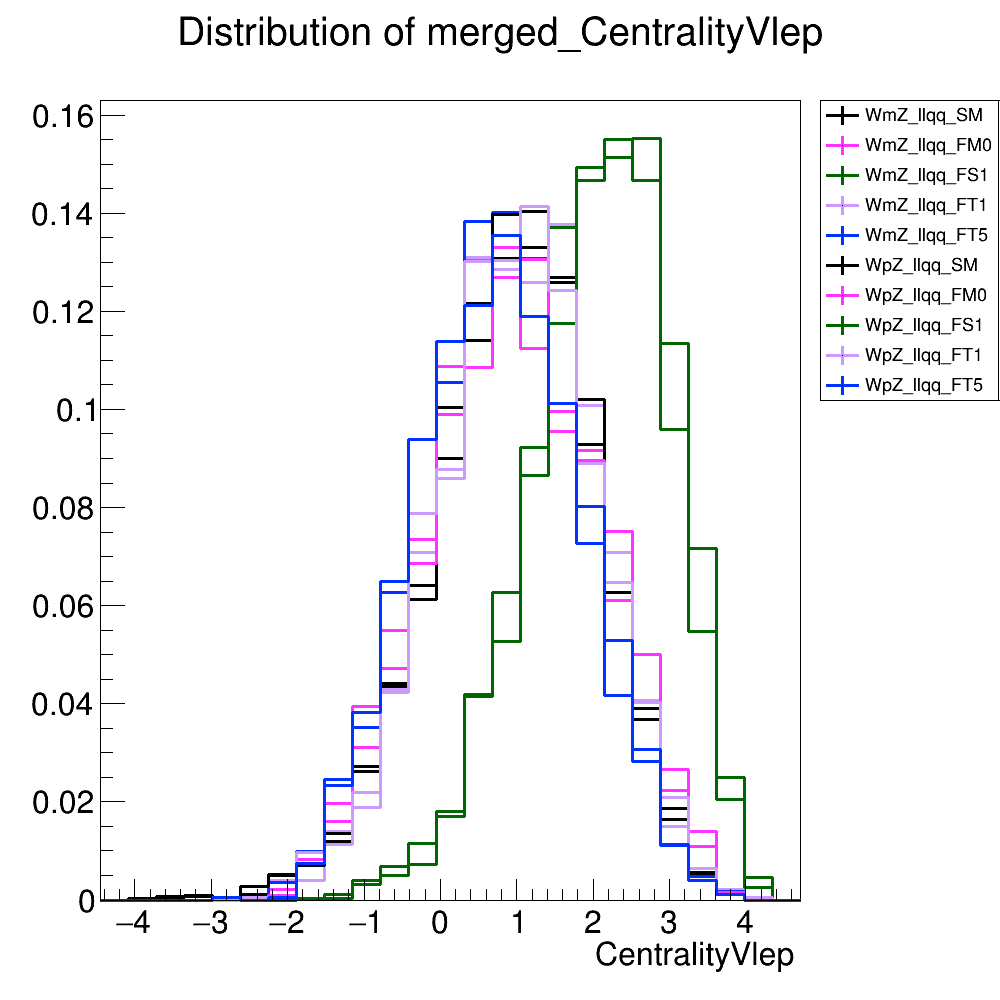 Distribution of merged_CentralityVlep
0.16
0.14
0.12
0.1
0.08
0.06
0.04
0.02
0
−4 −3 −2 −1 0 1 2 3 4
CentralityVlep
WmZ_llqq_SM
WmZ_llqq_FM0
WmZ_llqq_FS1
WmZ_llqq_FT1
WmZ_llqq_FT5
WpZ_llqq_SM
WpZ_llqq_FM0
WpZ_llqq_FS1
WpZ_llqq_FT1
WpZ_llqq_FT5